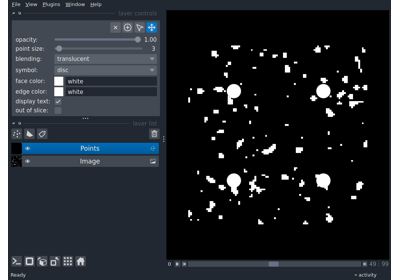 File View Plugins Window Help
layer controls
opacity: 1.00
point size: 3
blending: translucent
symbol: disc
face color: white
edge color: white
display text:
out of slice:
layer list
Points
Image
49 99
Ready
activity